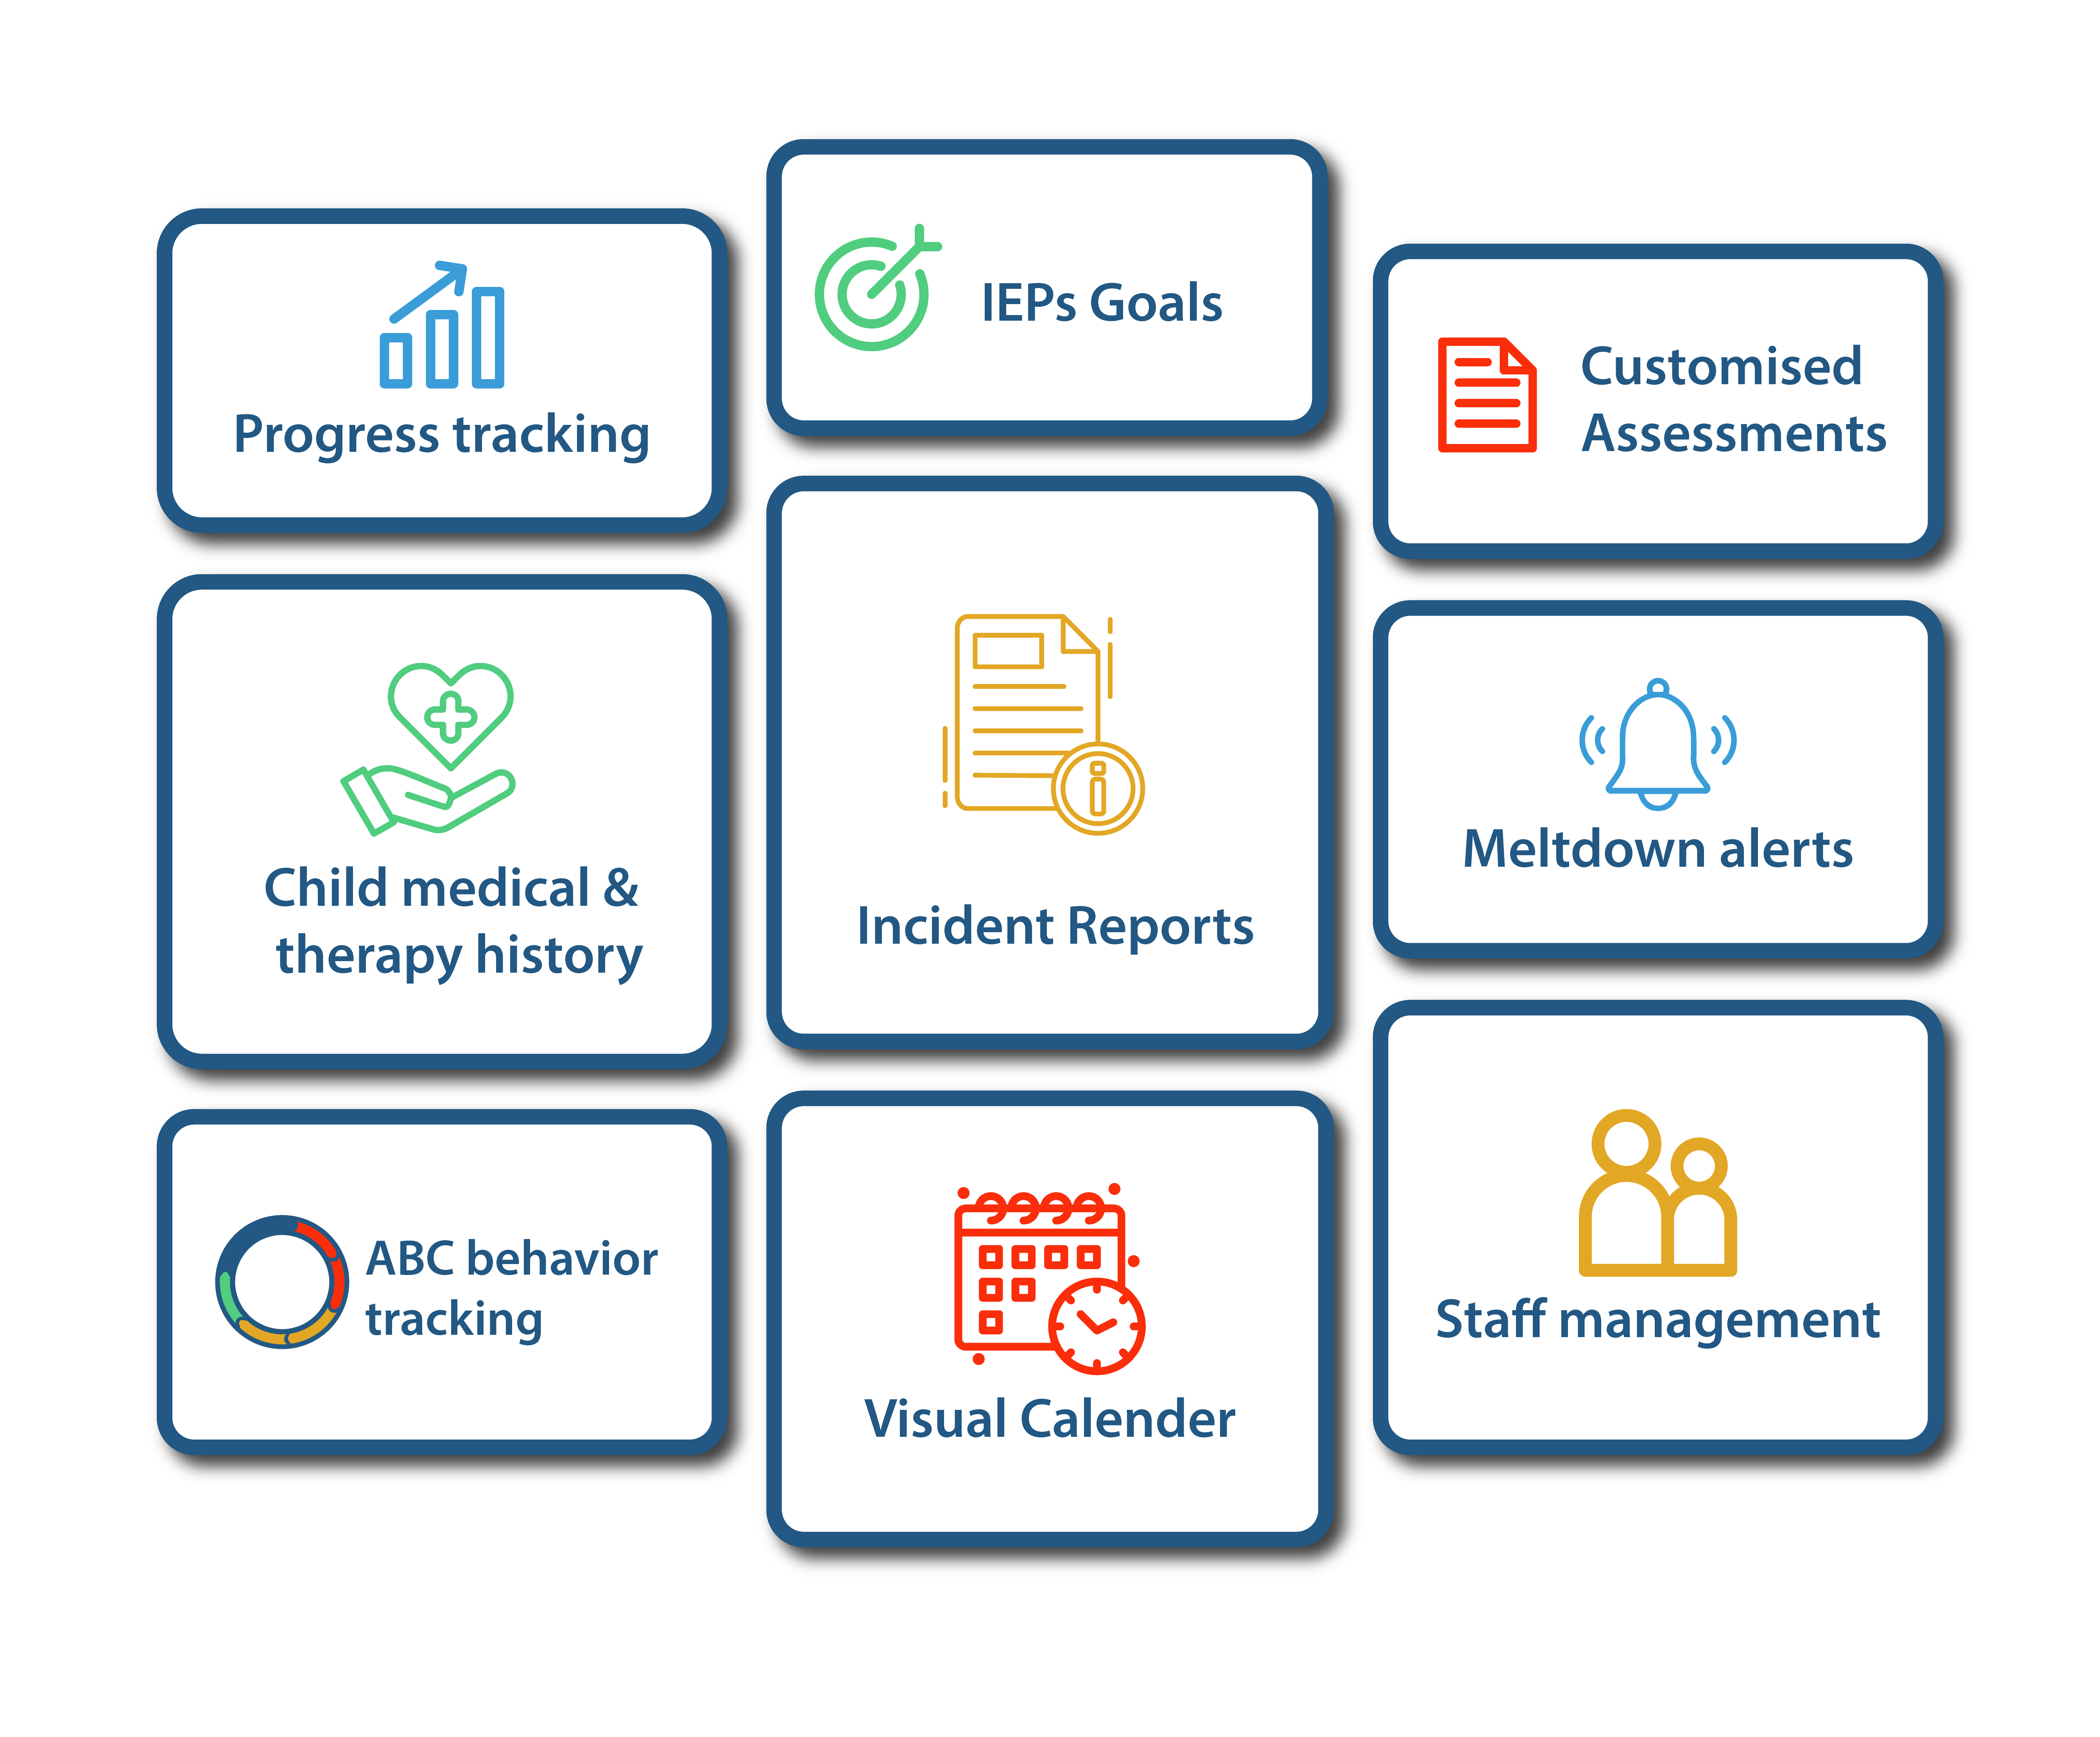 Progress tracking
IEPs Goals
Customised
Assessments
Child medical &
therapy history
Incident Reports
Meltdown alerts
ABC behavior
tracking
Visual Calender
Staff management